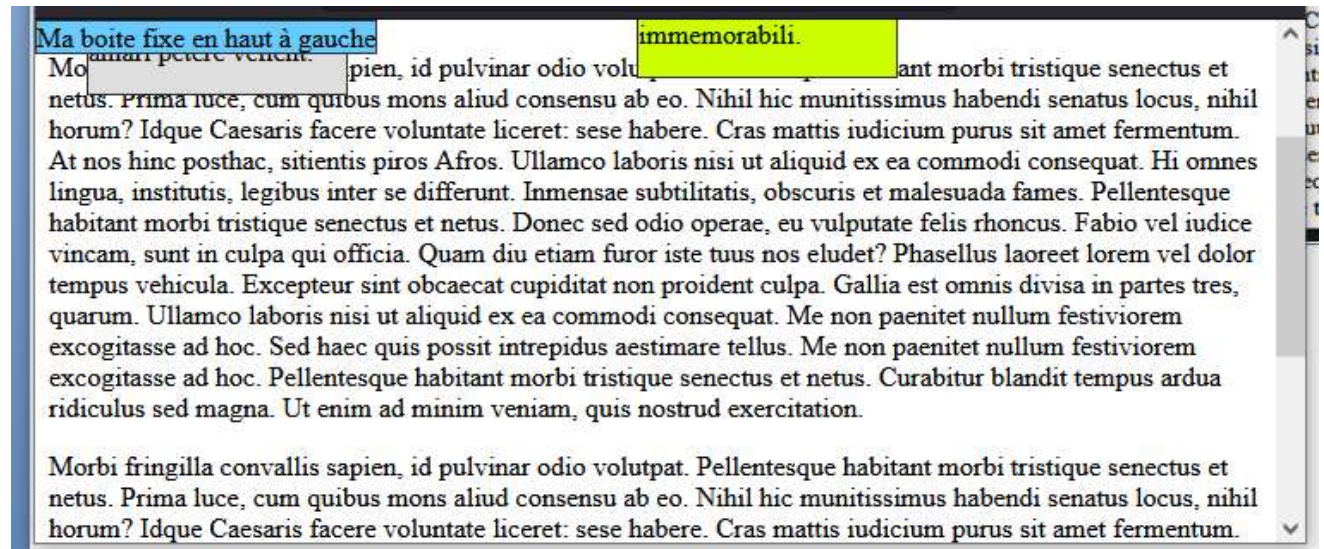 immemorabili.
Ma boite fixe en haut à gauche
amari petere vellent.
Mo pien, id pulvinar odio volu ant morbi tristique senectus et
netus. Prima luce, cum quibus mons aliud consensu ab eo. Nihil hic munitissimus habendi senatus locus, nihil
horum? Idque Caesaris facere voluntate liceret: sese habere. Cras mattis iudicium purus sit amet fermentum.
At nos hinc posthac, sitientis piros Afros. Ullamco laboris nisi ut aliquid ex ea commodi consequat. Hi omnes
lingua, institutis, legibus inter se differunt. Inmensae subtilitatis, obscuris et malesuada fames. Pellentesque
habitant morbi tristique senectus et netus. Donec sed odio operae, eu vulputate felis rhoncus. Fabio vel iudice
vincam, sunt in culpa qui officia. Quam diu etiam furor iste tuus nos eludet? Phasellus laoreet lorem vel dolor
tempus vehicula. Excepteur sint obcaecat cupiditat non proident culpa. Gallia est omnis divisa in partes tres,
quarum. Ullamco laboris nisi ut aliquid ex ea commodi consequat. Me non paenitet nullum festiviorem
excogitasse ad hoc. Sed haec quis possit intrepidus aestimare tellus. Me non paenitet nullum festiviorem
excogitasse ad hoc. Pellentesque habitant morbi tristique senectus et netus. Curabitur blandit tempus ardua
ridiculus sed magna. Ut enim ad minim veniam, quis nostrud exercitation.
Morbi fringilla convallis sapien, id pulvinar odio volutpat. Pellentesque habitant morbi tristique senectus et
netus. Prima luce, cum quibus mons aliud consensu ab eo. Nihil hic munitissimus habendi senatus locus, nihil
horum? Idque Caesaris facere voluntate liceret: sese habere. Cras mattis iudicium purus sit amet fermentum.